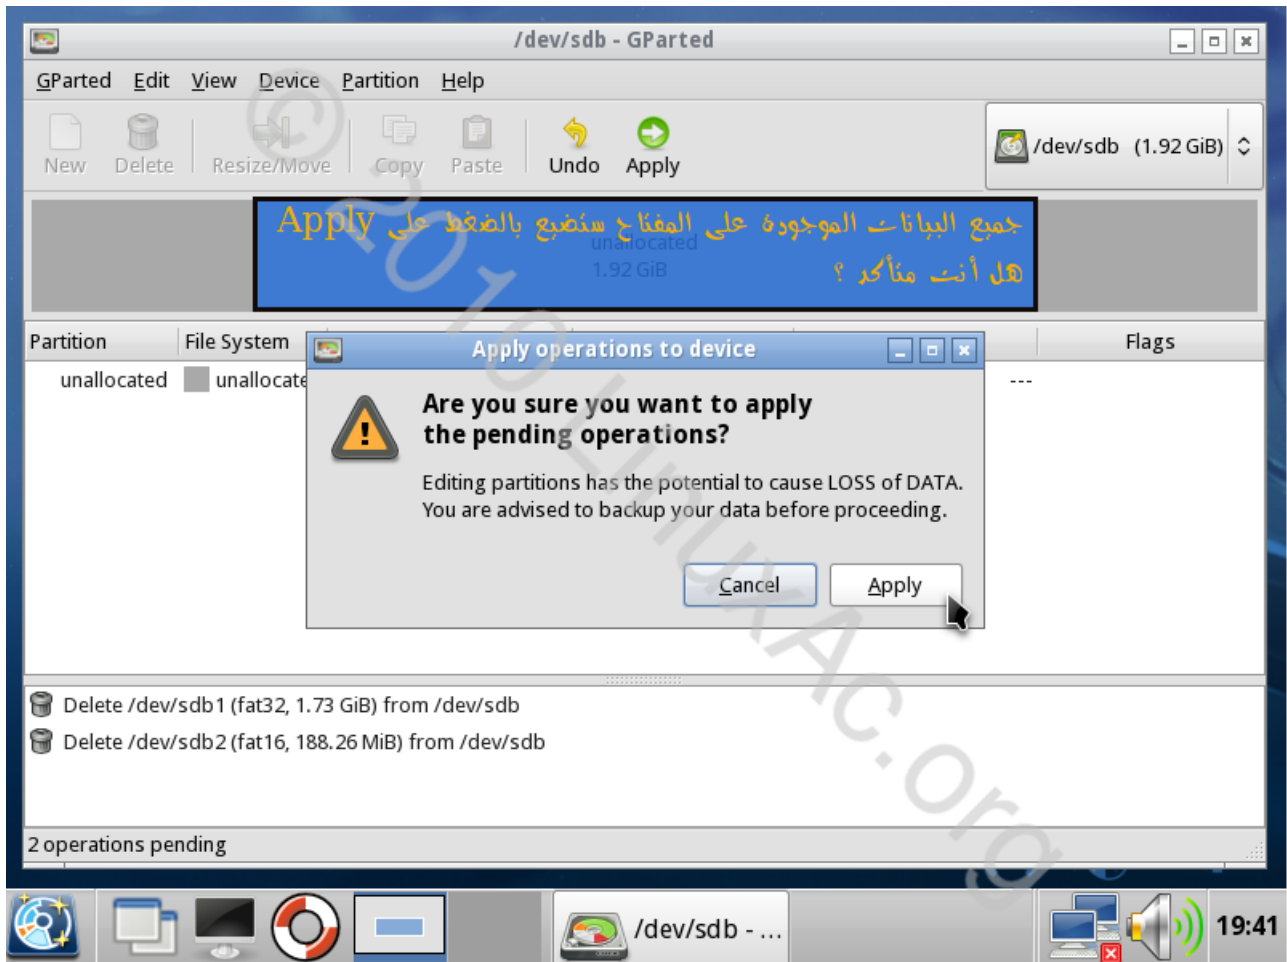 /dev/sdb - GParted
GParted Edit View Device Partition Help
New Delete Resize/Move Copy Paste Undo Apply
/dev/sdb (1.92 GiB)
جميع البيانات الموجودة على المفتاح ستضيع بالضغط على Apply
هل أنت متأكد ؟
unallocated
1.92 GiB
Partition File System Flags
unallocated unallocate ---
Apply operations to device
Are you sure you want to apply
the pending operations?
Editing partitions has the potential to cause LOSS of DATA.
You are advised to backup your data before proceeding.
Cancel Apply
Delete /dev/sdb1 (fat32, 1.73 GiB) from /dev/sdb
Delete /dev/sdb2 (fat16, 188.26 MiB) from /dev/sdb
2 operations pending
/dev/sdb - ...
19:41
© 2010 LinuxAc.org